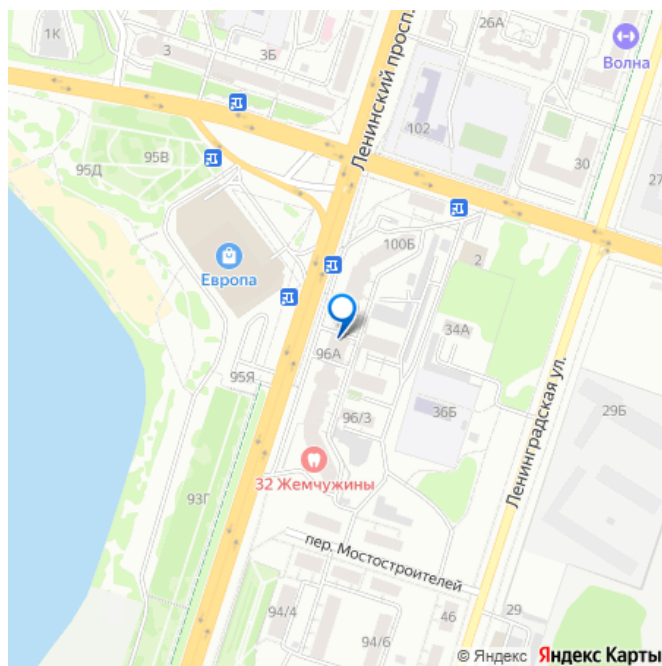 1К
3
3Б
26А
Волна
Ленинский просп.
102
95В
95Д
30
27
100Б
2
Европа
34А
96А
95Я
96/3
36Б
29Б
Ленинградская ул.
32 Жемчужины
93Г
пер. Мостостроителей
94/4
94/6
46
29
© Яндекс Яндекс Карты